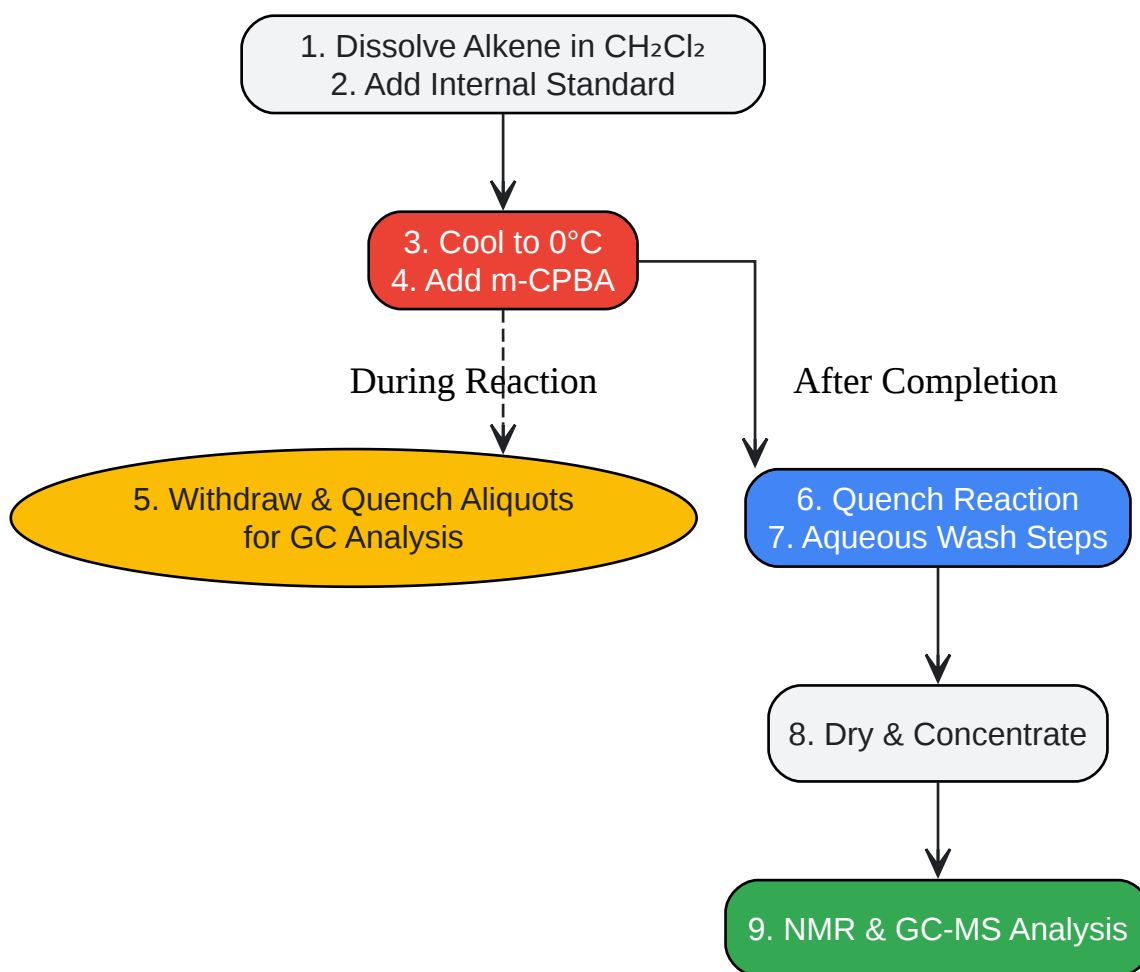 1. Dissolve Alkene in CH₂Cl₂
2. Add Internal Standard
3. Cool to 0°C
4. Add m-CPBA
During Reaction
After Completion
5. Withdraw & Quench Aliquots
for GC Analysis
6. Quench Reaction
7. Aqueous Wash Steps
8. Dry & Concentrate
9. NMR & GC-MS Analysis